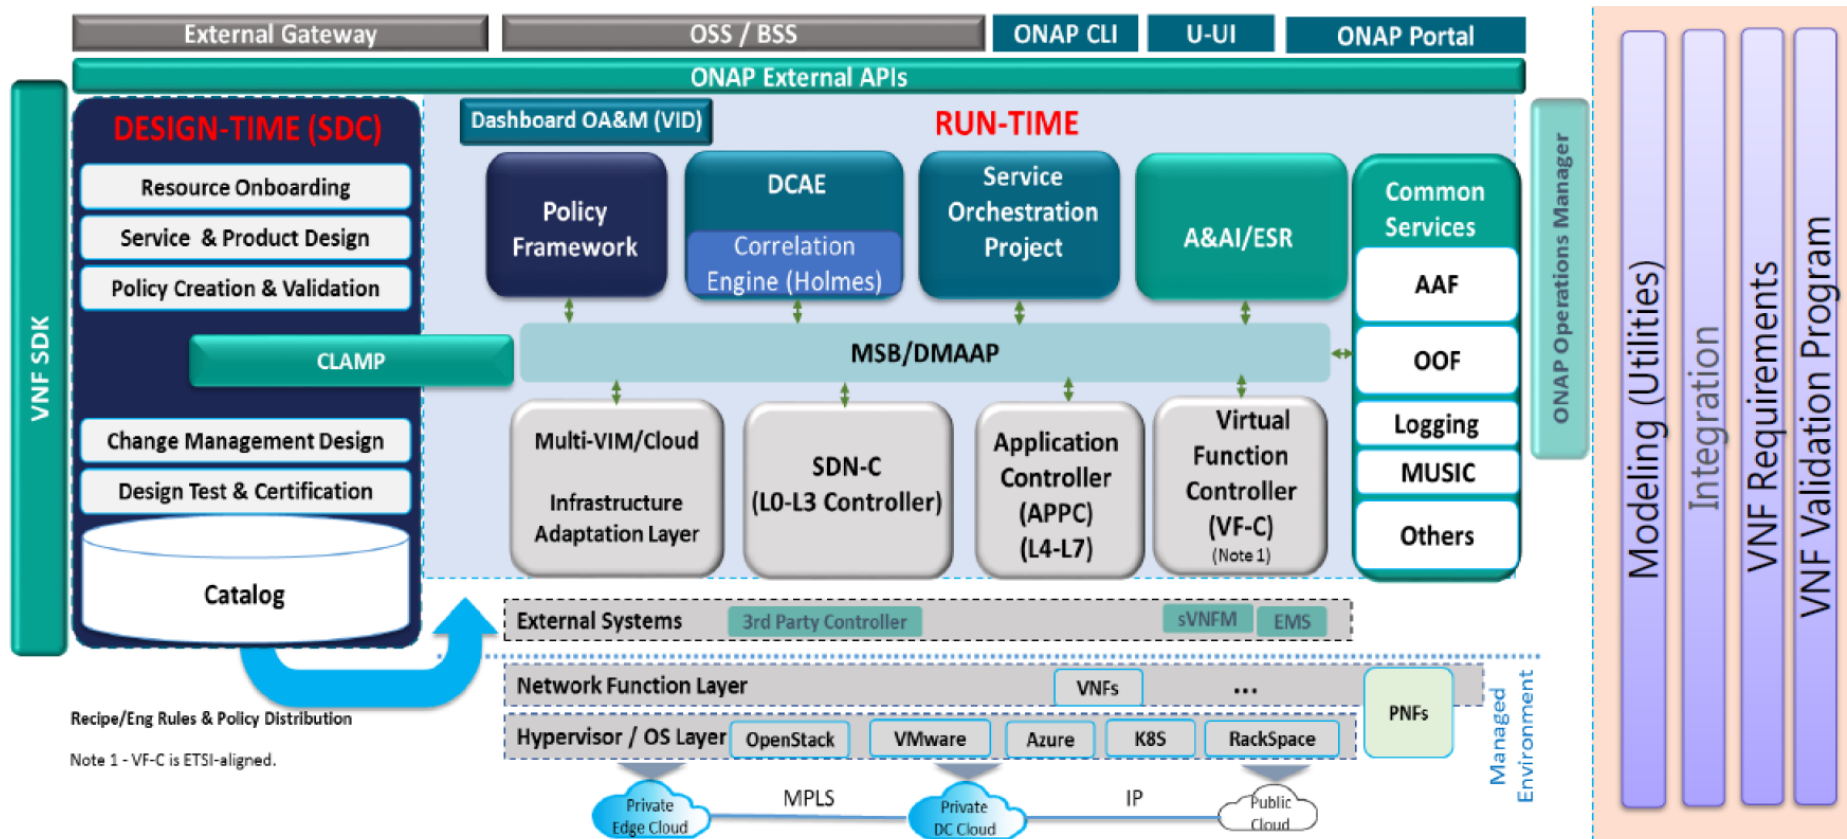 External Gateway
OSS / BSS
ONAP CLI
U-UI
ONAP Portal
ONAP External APIs
VNF SDK
DESIGN-TIME (SDC)
Resource Onboarding
Service & Product Design
Policy Creation & Validation
CLAMP
Change Management Design
Design Test & Certification
Catalog
Recipe/Eng Rules & Policy Distribution
Note 1 - VF-C is ETSI-aligned.
Dashboard OA&M (VID)
RUN-TIME
Policy
Framework
DCAE
Correlation
Engine (Holmes)
Service
Orchestration
Project
A&AI/ESR
MSB/DMAAP
Multi-VIM/Cloud
Infrastructure
Adaptation Layer
SDN-C
(L0-L3 Controller)
Application
Controller
(APPC)
(L4-L7)
Virtual
Function
Controller
(VF-C)
(Note 1)
Common
Services
AAF
OOF
Logging
MUSIC
Others
ONAP Operations Manager
External Systems
3rd Party Controller
sVNFM
EMS
Network Function Layer
VNFs
...
PNFs
Hypervisor / OS Layer
OpenStack
VMware
Azure
K8S
RackSpace
Managed
Environment
Private
Edge Cloud
MPLS
Private
DC Cloud
IP
Public
Cloud
Modeling (Utilities)
Integration
VNF Requirements
VNF Validation Program